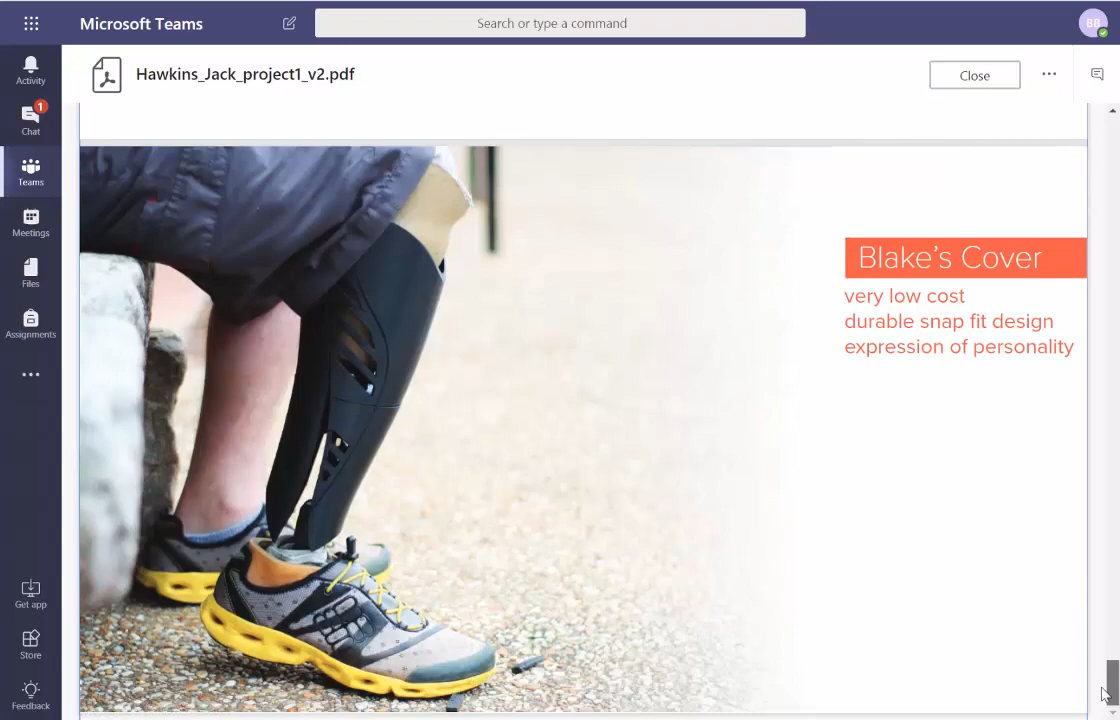 Microsoft Teams
Search or type a command
BB
Activity
Hawkins_Jack_project1_v2.pdf
Close
1
Chat
Teams
Meetings
Files
Assignments
Blake's Cover
very low cost
durable snap fit design
expression of personality
Get app
Store
Feedback